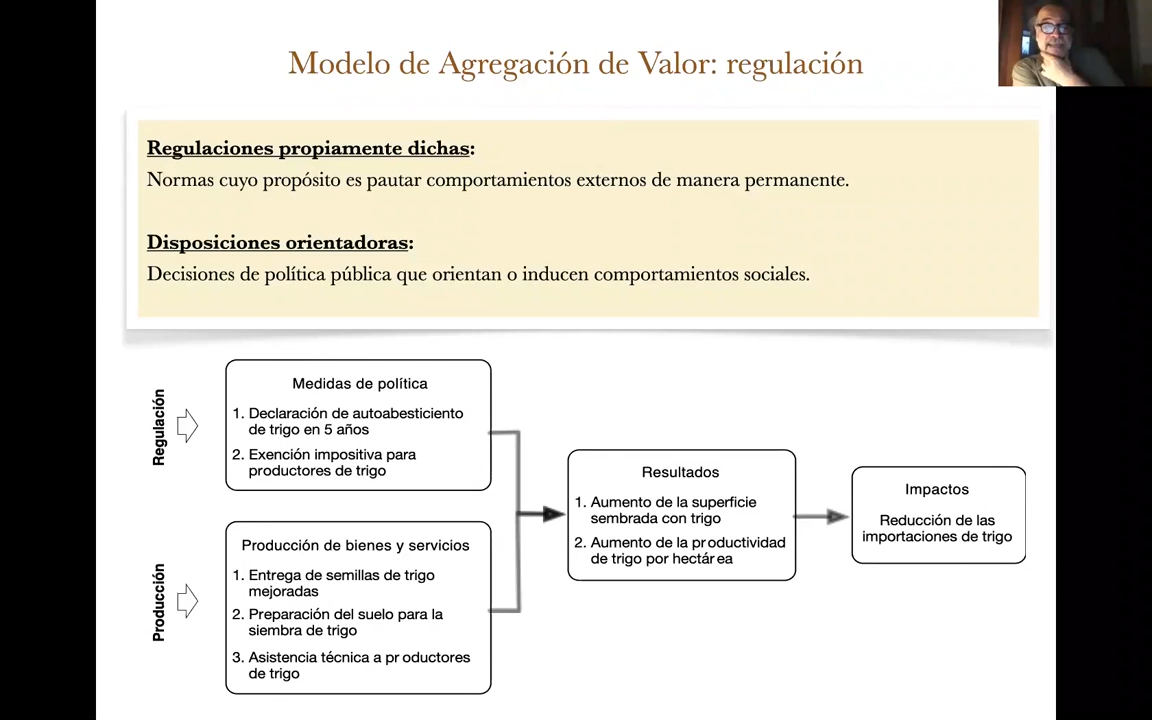 Modelo de Agregación de Valor: regulación
Regulaciones propiamente dichas:
Normas cuyo propósito es pautar comportamientos externos de manera permanente.
Disposiciones orientadoras:
Decisiones de política pública que orientan o inducen comportamientos sociales.
Regulación
Medidas de política
1. Declaración de autoabesticiento
de trigo en 5 años
2. Exención impositiva para
productores de trigo
Producción
Producción de bienes y servicios
1. Entrega de semillas de trigo
mejoradas
2. Preparación del suelo para la
siembra de trigo
3. Asistencia técnica a pr oductores
de trigo
Resultados
1. Aumento de la superficie
sembrada con trigo
2. Aumento de la pr oductividad
de trigo por hectár ea
Impactos
Reducción de las
importaciones de trigo